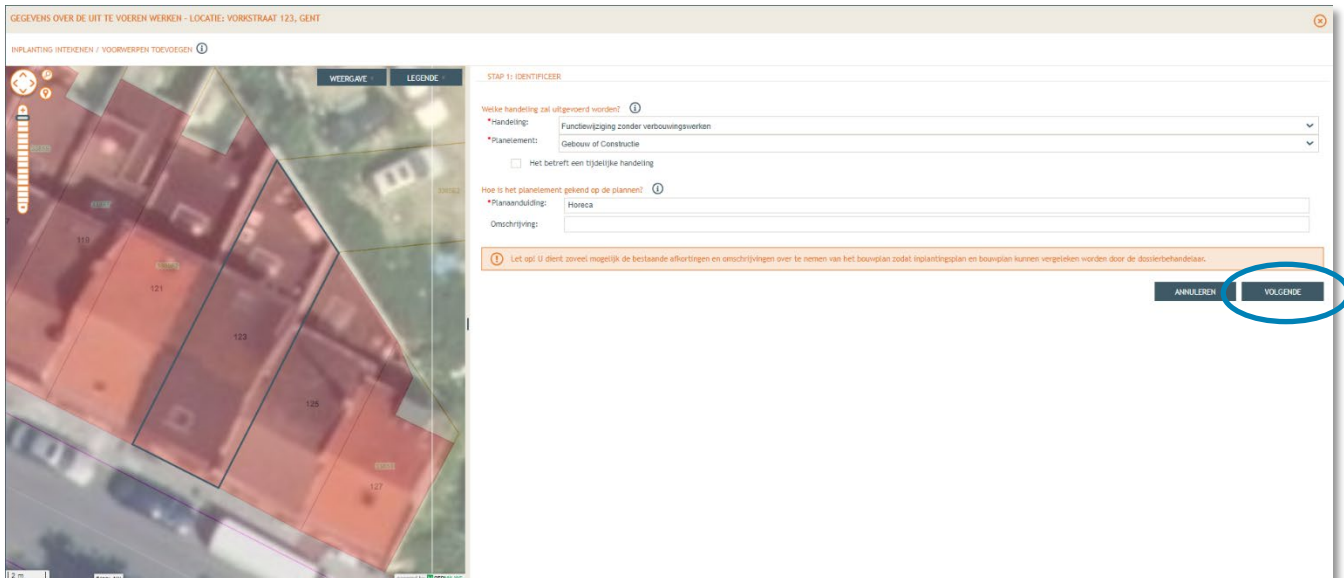 GEGEVENS OVER DE UIT TE VOEREN WERKEN - LOCATIE: VORKSTRAAT 123, GENT
INPLANTING INTEKENEN / VOORWERPEN TOEVOEGEN
WEERGAVE
LEGENDE
119
121
123
125
127
2 m
STAP 1: IDENTIFICEER
Welke handeling zal uitgevoerd worden?
*Handeling: Functiewijziging zonder verbouwingswerken
*Planelement: Gebouw of Constructie
Het betreft een tijdelijke handeling
Hoe is het planelement gekend op de plannen?
*Planaanduiding: Horeca
Omschrijving:
Let op! U dient zoveel mogelijk de bestaande afkortingen en omschrijvingen over te nemen van het bouwplan zodat inplantingsplan en bouwplan kunnen vergeleken worden door de dossierbehandelaar.
ANNULEREN
VOLGENDE